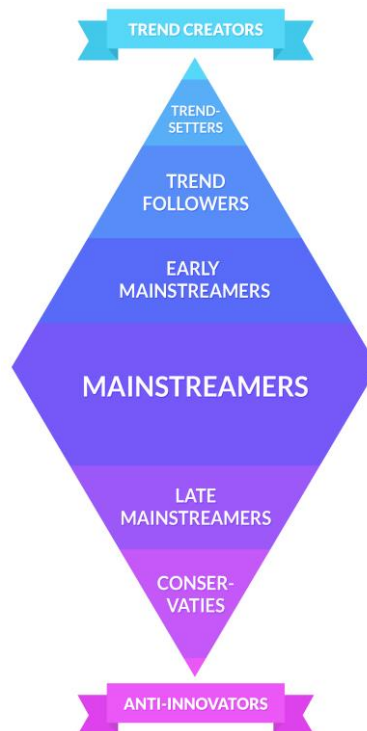 TREND CREATORS
TREND-
SETTERS
TREND
FOLLOWERS
EARLY
MAINSTREAMERS
MAINSTREAMERS
LATE
MAINSTREAMERS
CONSER-
VATIES
ANTI-INNOVATORS